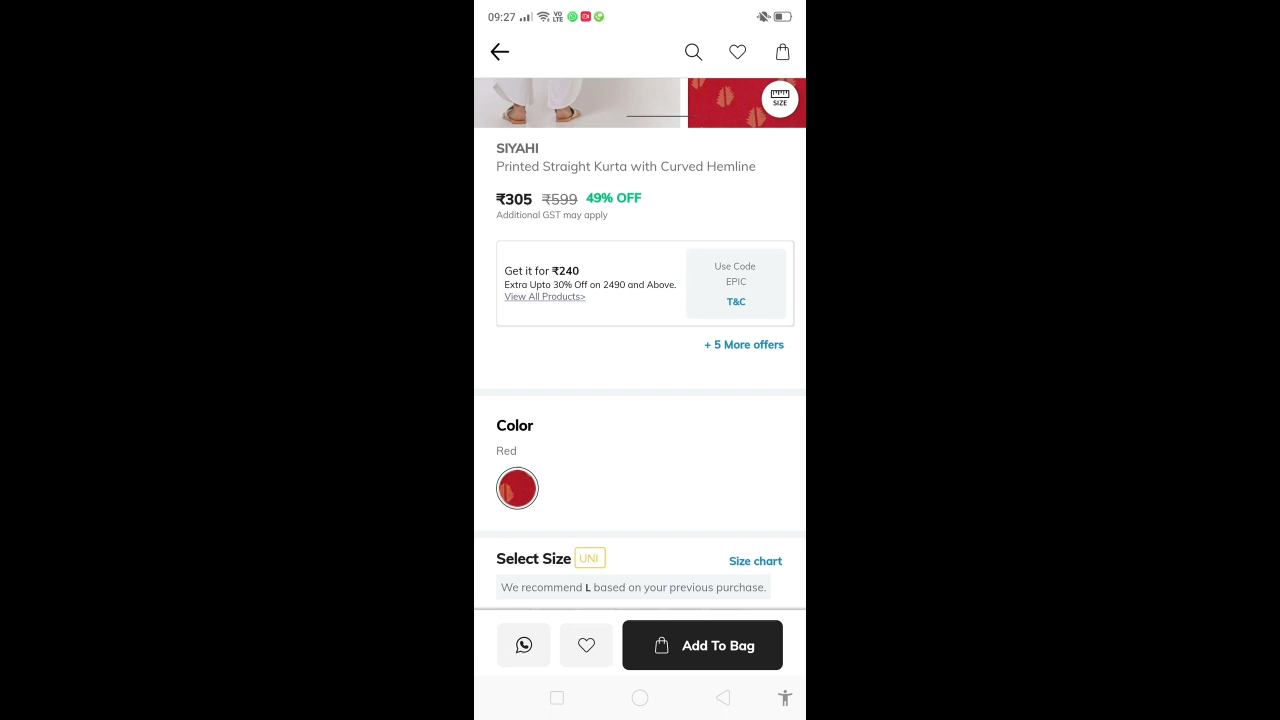 09:27 VO LTE
SIZE
SIYAHI
Printed Straight Kurta with Curved Hemline
₹305 ₹599 49% OFF
Additional GST may apply
Get it for ₹240
Extra Upto 30% Off on 2490 and Above.
View All Products>
Use Code
EPIC
T&C
+ 5 More offers
Color
Red
Select Size UNI Size chart
We recommend L based on your previous purchase.
Add To Bag